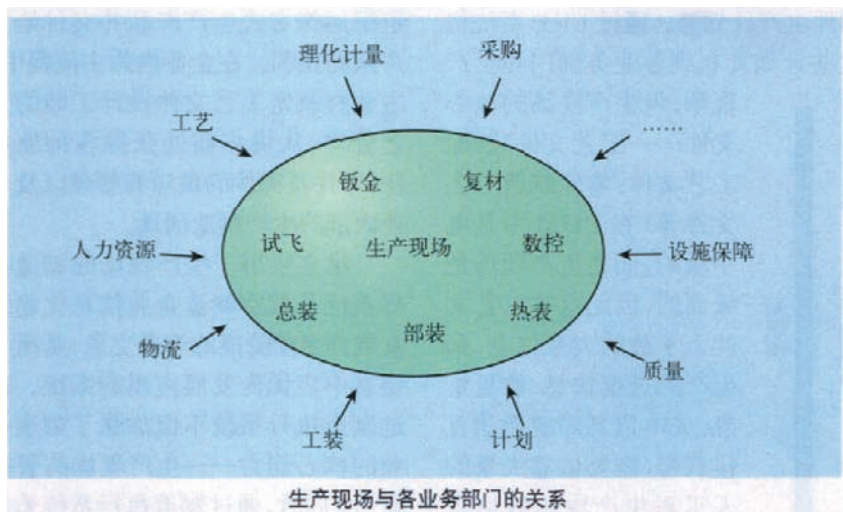 理化计量
采购
工艺
……
钣金
复材
人力资源
试飞
生产现场
数控
设施保障
总装
热表
部装
物流
质量
工装
计划
生产现场与各业务部门的关系